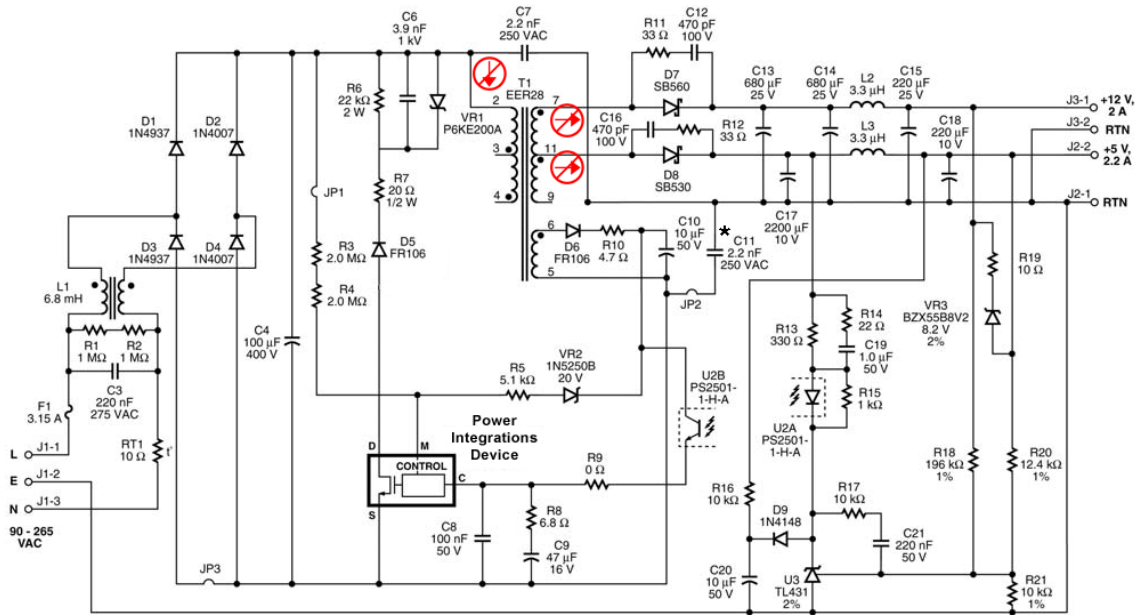 C6
3.9 nF
1 kV
C7
2.2 nF
250 VAC
R11
33 Ω
C12
470 pF
100 V
D7
SB560
C13
680 µF
25 V
C14
680 µF
25 V
L2
3.3 µH
C15
220 µF
25 V
J3-1
+12 V,
2 A
J3-2
RTN
R6
22 kΩ
2 W
VR1
P6KE200A
T1
EER28
2
7
3
11
4
9
6
5
C16
470 pF
100 V
R12
33 Ω
D8
SB530
L3
3.3 µH
C18
220 µF
10 V
J2-2
+5 V,
2.2 A
J2-1
RTN
D1
1N4937
D2
1N4007
D3
1N4937
D4
1N4007
JP1
R7
20 Ω
1/2 W
D5
FR106
R3
2.0 MΩ
R4
2.0 MΩ
D6
FR106
R10
4.7 Ω
C10
10 µF
50 V
*
C11
2.2 nF
250 VAC
JP2
C17
2200 µF
10 V
R19
10 Ω
VR3
BZX55B8V2
8.2 V
2%
L1
6.8 mH
R1
1 MΩ
R2
1 MΩ
C3
220 nF
275 VAC
C4
100 µF
400 V
F1
3.15 A
RT1
10 Ω
t°
L
J1-1
E
J1-2
N
J1-3
90 - 265
VAC
R5
5.1 kΩ
VR2
1N5250B
20 V
U2B
PS2501-
1-H-A
R13
330 Ω
R14
22 Ω
C19
1.0 µF
50 V
R15
1 kΩ
U2A
PS2501-
1-H-A
Power
Integrations
Device
D
M
CONTROL
C
S
R9
0 Ω
C8
100 nF
50 V
R8
6.8 Ω
C9
47 µF
16 V
JP3
R16
10 kΩ
D9
1N4148
R17
10 kΩ
C21
220 nF
50 V
C20
10 µF
50 V
U3
TL431
2%
R18
196 kΩ
1%
R20
12.4 kΩ
1%
R21
10 kΩ
1%